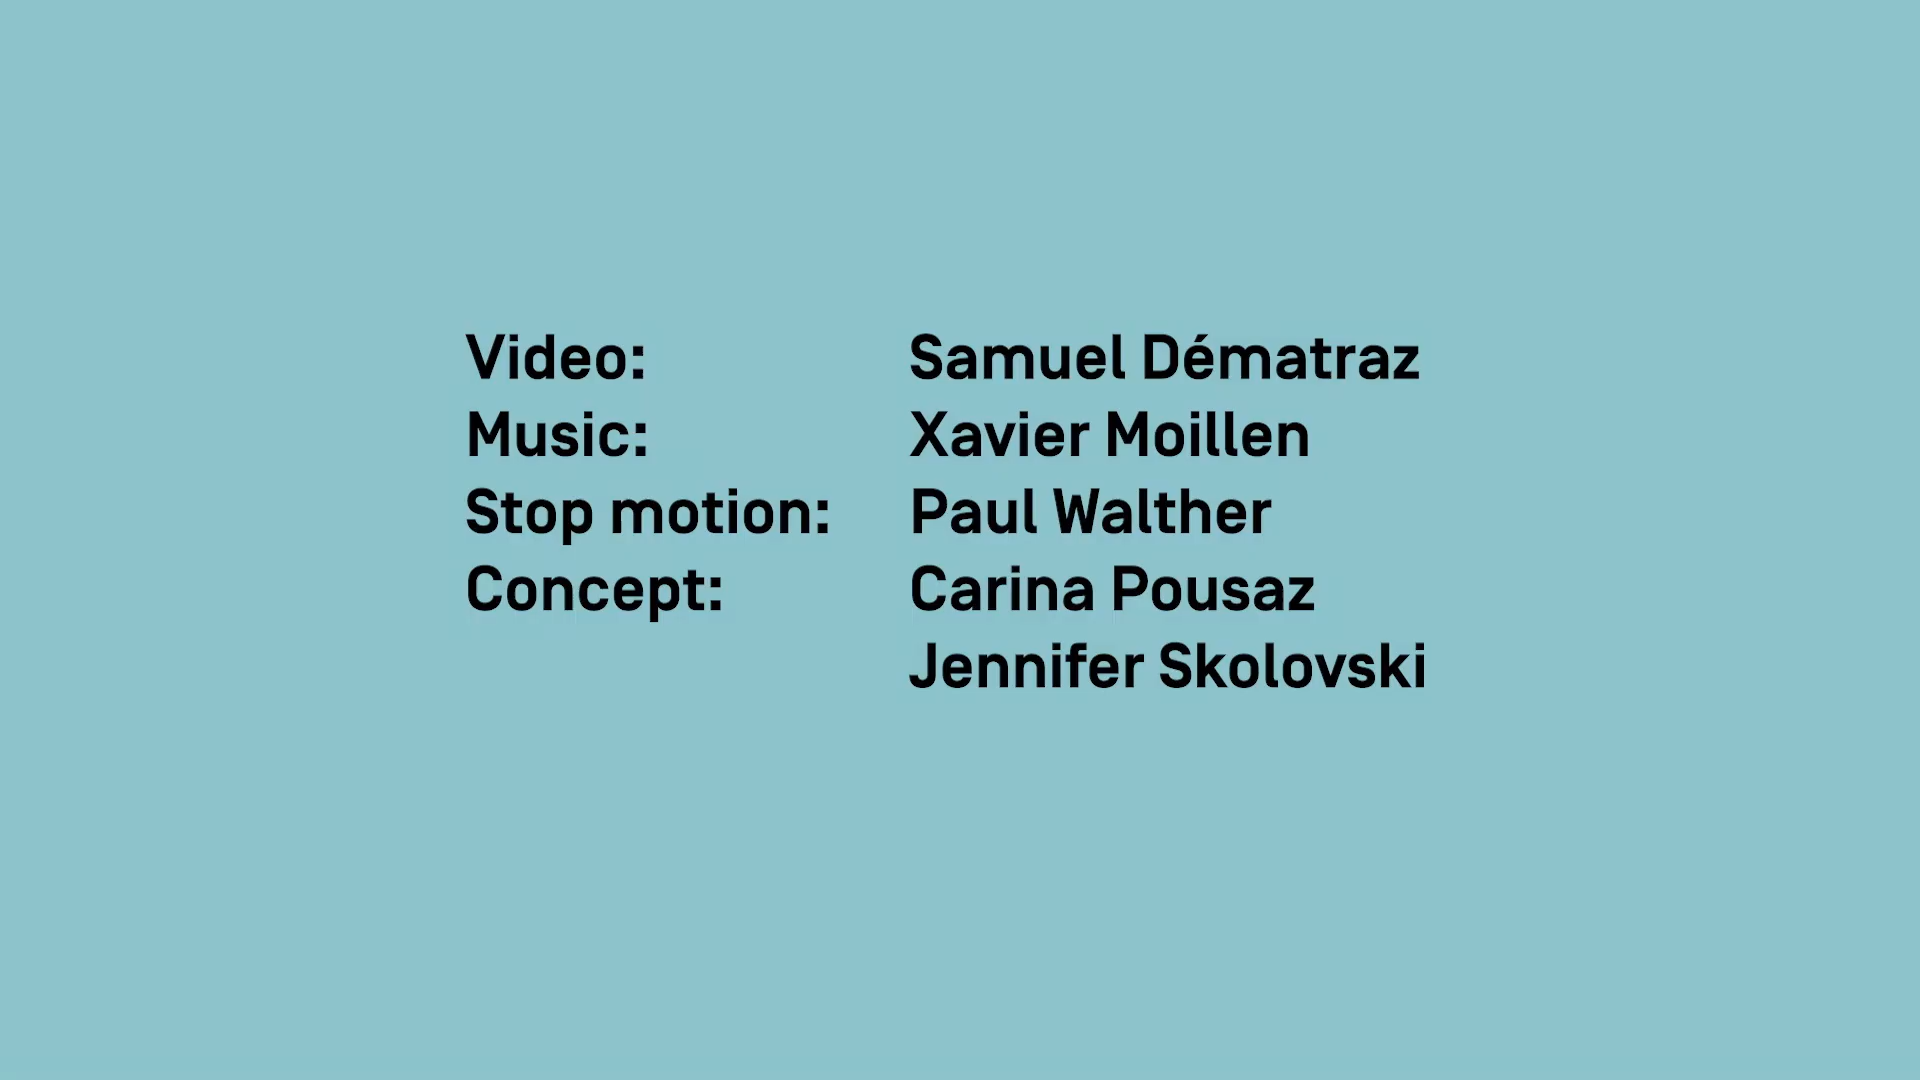 Video: Samuel Dématraz
Music: Xavier Moillen
Stop motion: Paul Walther
Concept: Carina Pousaz
Jennifer Skolovski